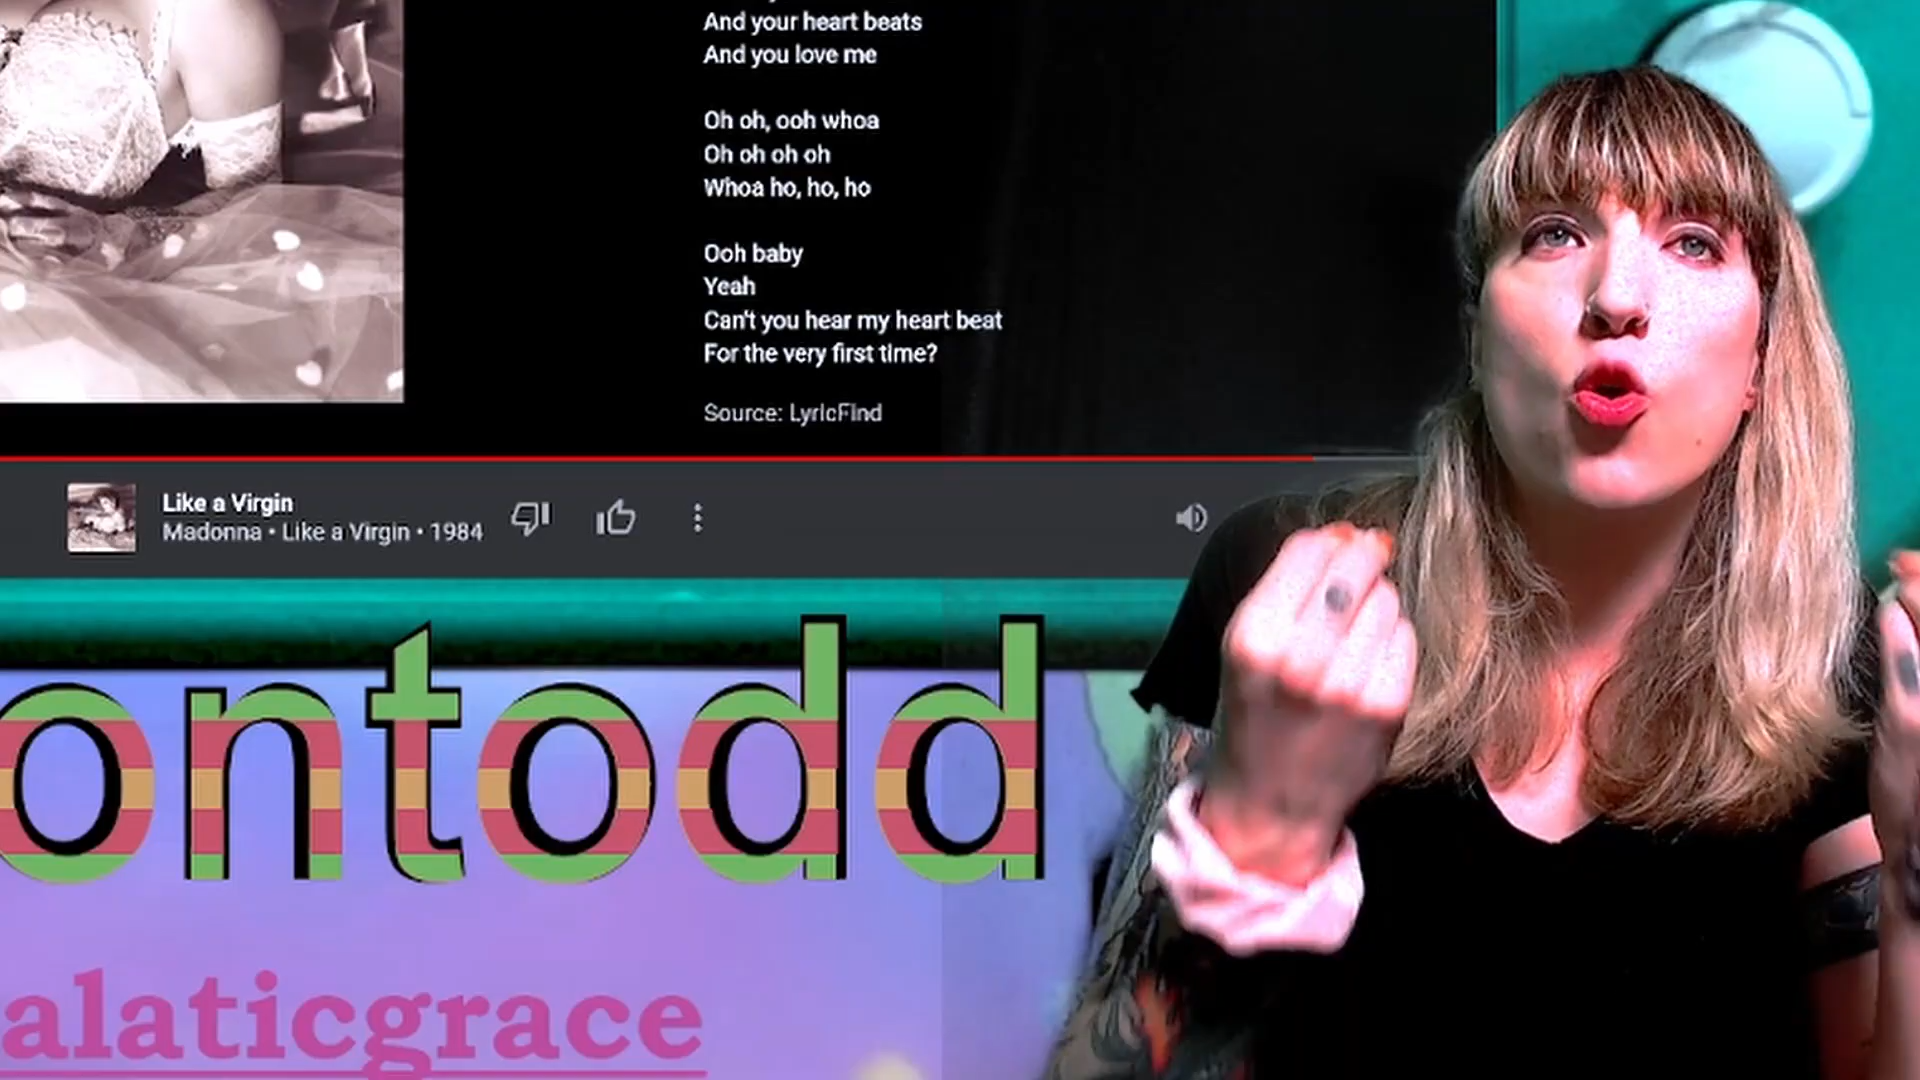 And your heart beats
And you love me
Oh oh, ooh whoa
Oh oh oh oh
Whoa ho, ho, ho
Ooh baby
Yeah
Can't you hear my heart beat
For the very first time?
Source: LyricFind
Like a Virgin
Madonna • Like a Virgin • 1984
ontodd
alaticgrace